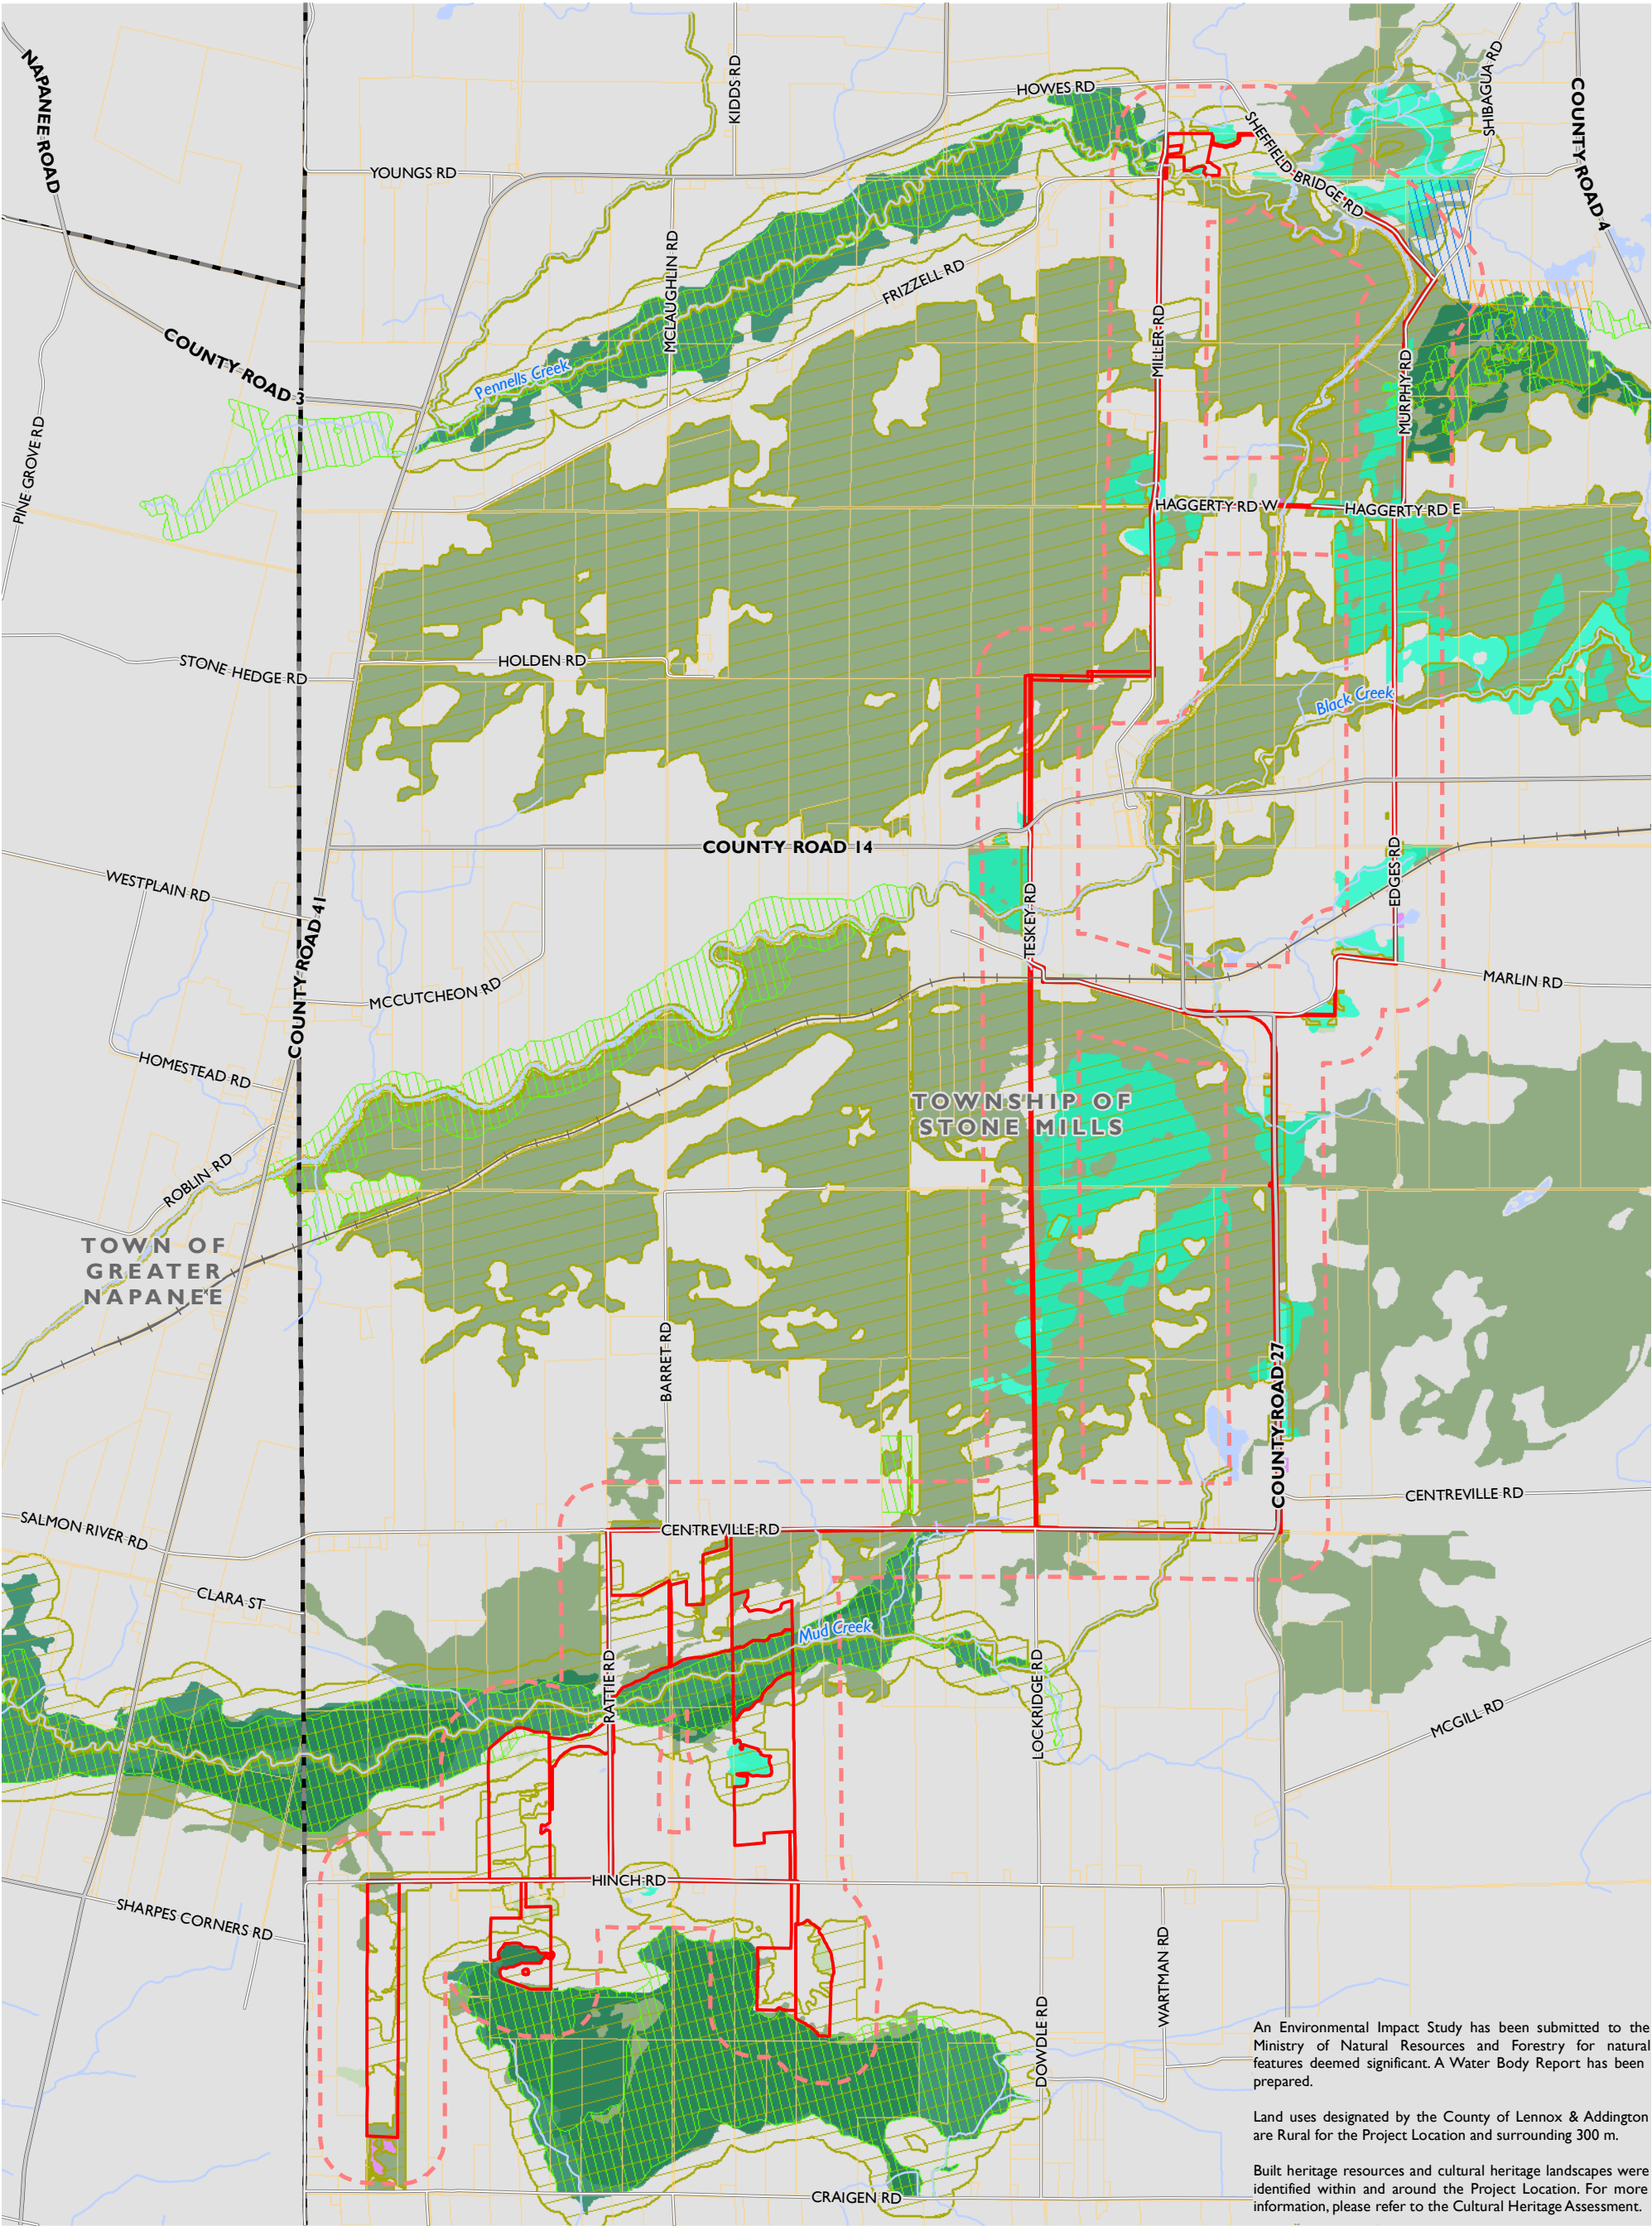 NAPANEE ROAD
KIDDS RD
HOWES RD
SHIBAGUA RD
COUNTY ROAD 4
SHEFFIELD BRIDGE RD
YOUNGS RD
MCLAUGHLIN RD
FRIZZELL RD
MILLER RD
COUNTY ROAD 3
Pennells Creek
MURPHY RD
PINE GROVE RD
HAGGERTY RD W
HAGGERTY RD E
STONE HEDGE RD
HOLDEN RD
Black Creek
COUNTY ROAD 14
WESTPLAIN RD
EDGES RD
TESKEY RD
COUNTY ROAD 41
MCCUTCHEON RD
MARLIN RD
HOMESTEAD RD
TOWNSHIP OF
STONE MILLS
ROBLIN RD
TOWN OF
GREATER
NAPANEE
BARRET RD
COUNTY ROAD 27
CENTREVILLE RD
SALMON RIVER RD
CENTREVILLE RD
CLARA ST
Mud Creek
RATTIE RD
LOCKRIDGE RD
MCGILL RD
HINCH RD
SHARPES CORNERS RD
WARTMAN RD
DOWDLE RD
CRAIGEN RD
An Environmental Impact Study has been submitted to the
Ministry of Natural Resources and Forestry for natural
features deemed significant. A Water Body Report has been
prepared.
Land uses designated by the County of Lennox & Addington
are Rural for the Project Location and surrounding 300 m.
Built heritage resources and cultural heritage landscapes were
identified within and around the Project Location. For more
information, please refer to the Cultural Heritage Assessment.